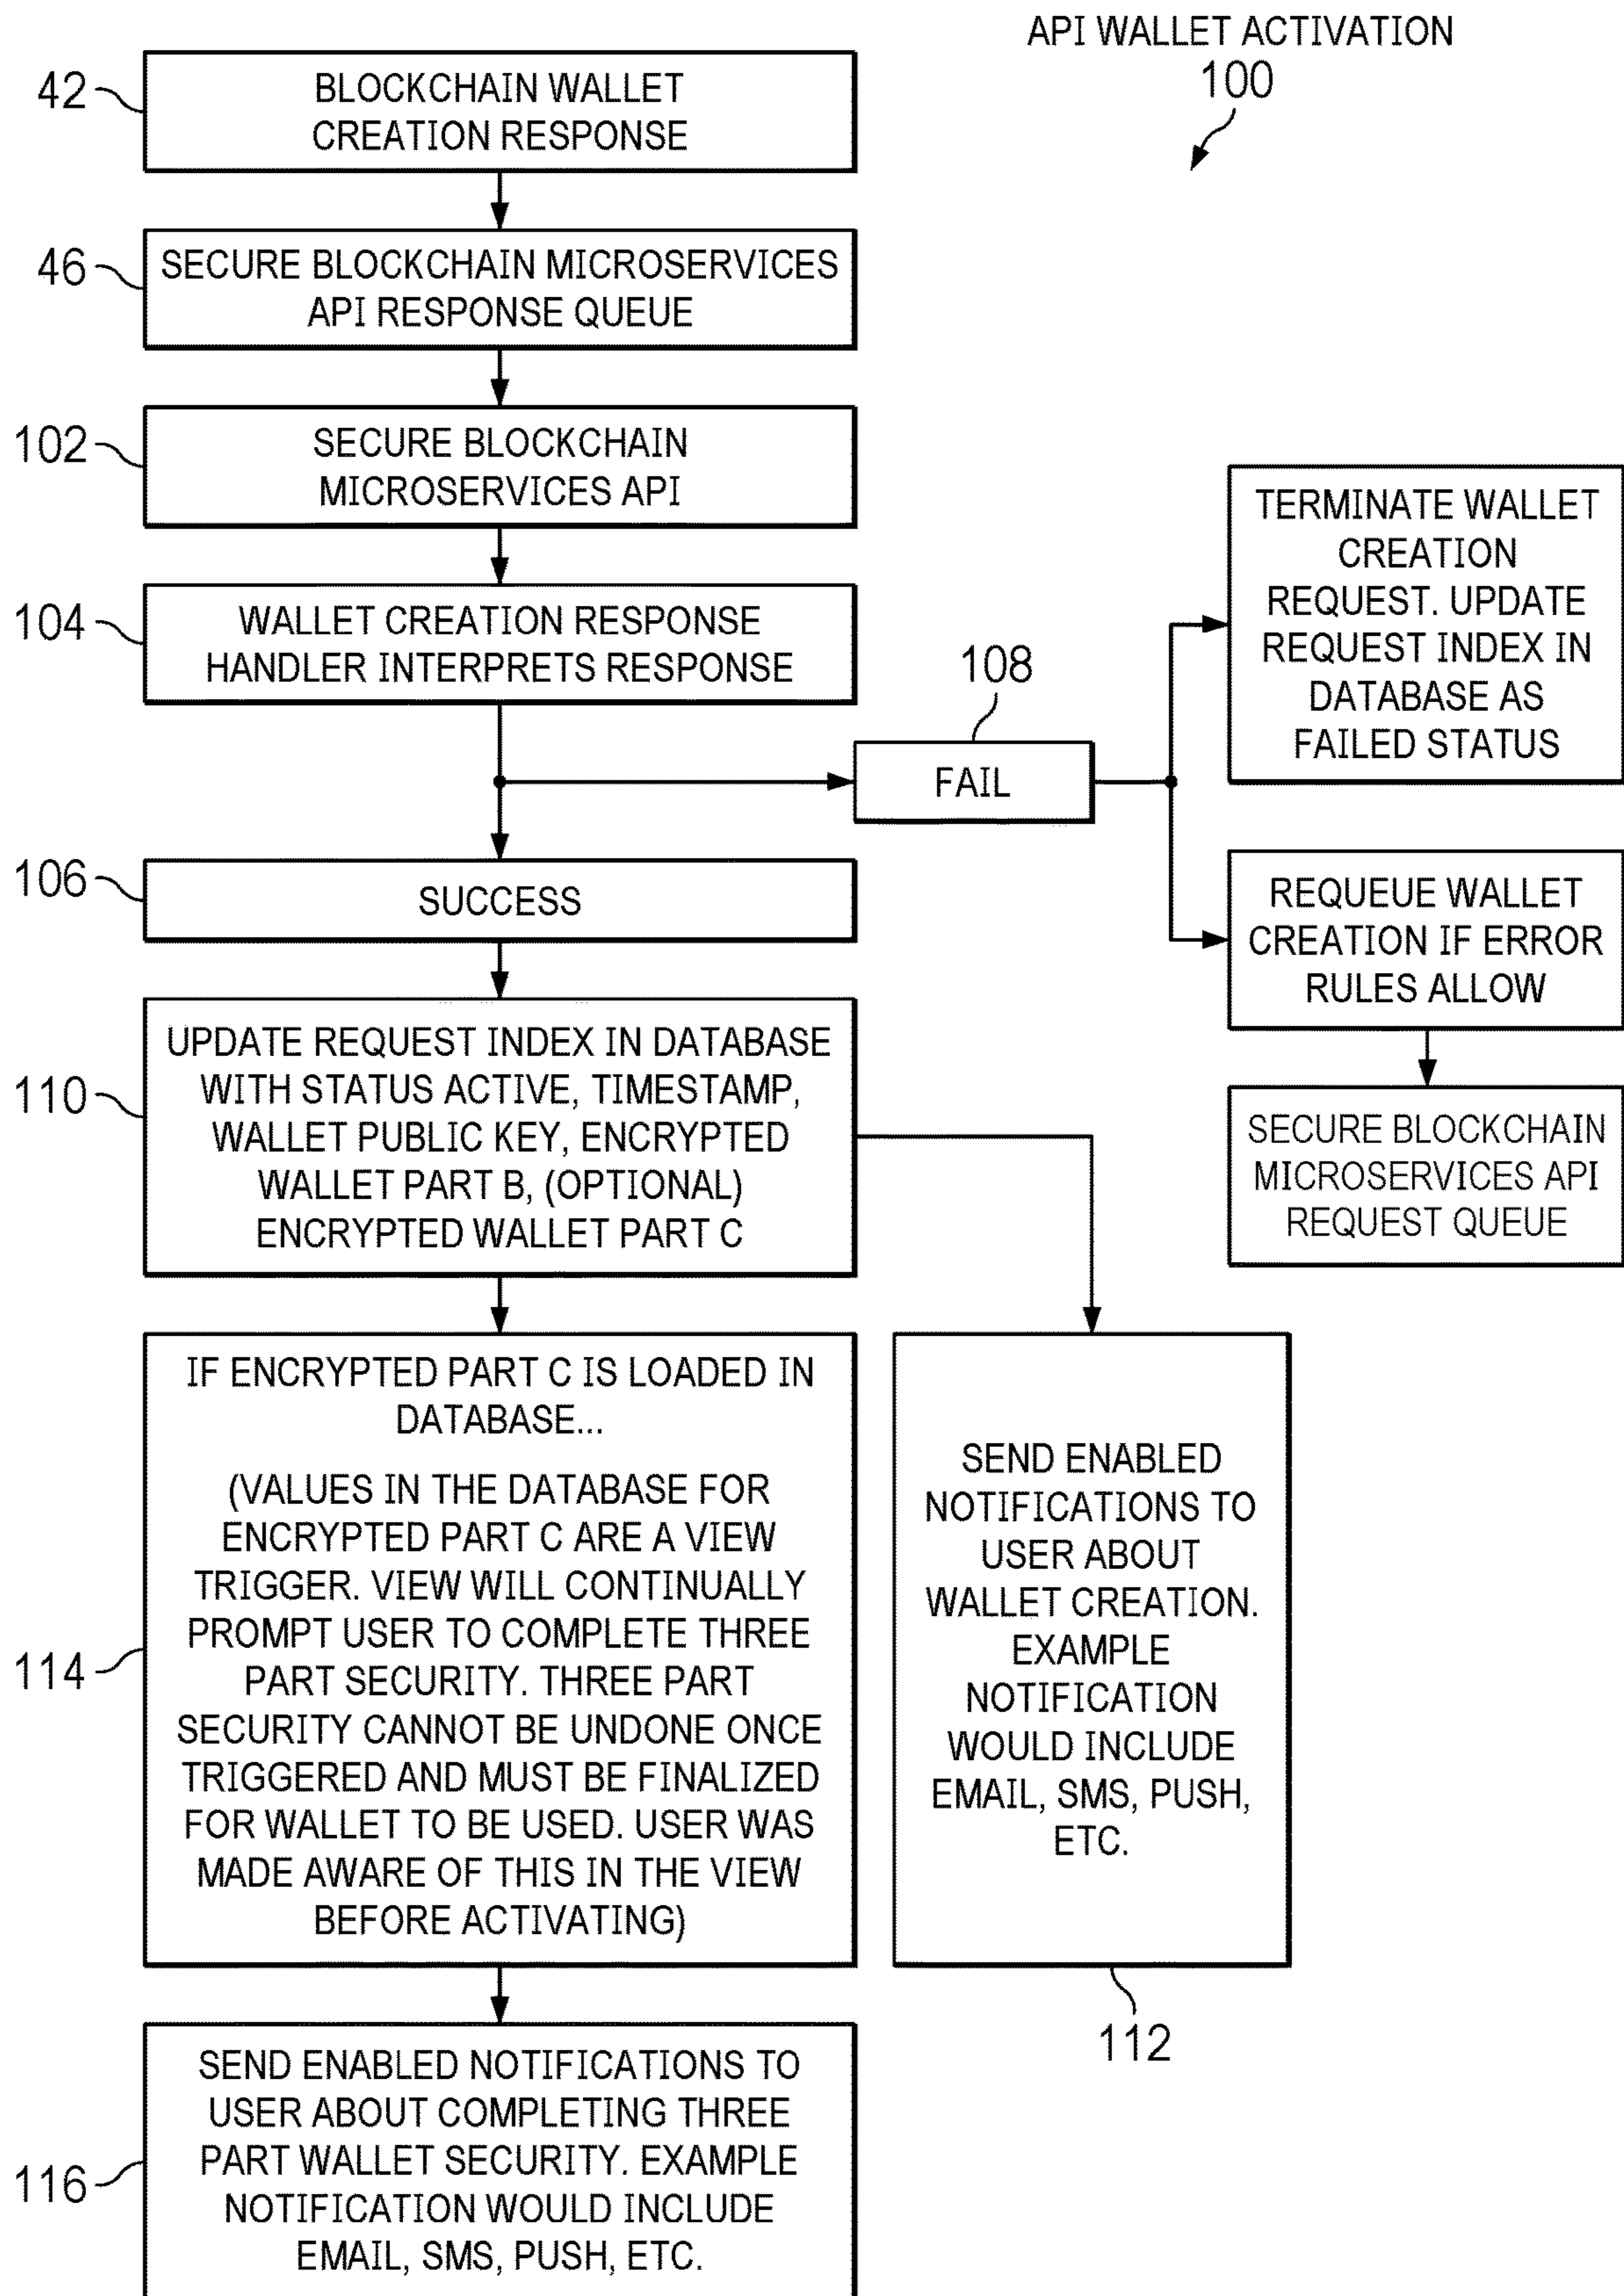 API WALLET ACTIVATION
100
42
BLOCKCHAIN WALLET
CREATION RESPONSE
46
SECURE BLOCKCHAIN MICROSERVICES
API RESPONSE QUEUE
102
SECURE BLOCKCHAIN
MICROSERVICES API
104
WALLET CREATION RESPONSE
HANDLER INTERPRETS RESPONSE
108
FAIL
TERMINATE WALLET
CREATION
REQUEST. UPDATE
REQUEST INDEX IN
DATABASE AS
FAILED STATUS
REQUEUE WALLET
CREATION IF ERROR
RULES ALLOW
SECURE BLOCKCHAIN
MICROSERVICES API
REQUEST QUEUE
106
SUCCESS
110
UPDATE REQUEST INDEX IN DATABASE
WITH STATUS ACTIVE, TIMESTAMP,
WALLET PUBLIC KEY, ENCRYPTED
WALLET PART B, (OPTIONAL)
ENCRYPTED WALLET PART C
114
IF ENCRYPTED PART C IS LOADED IN
DATABASE...
(VALUES IN THE DATABASE FOR
ENCRYPTED PART C ARE A VIEW
TRIGGER. VIEW WILL CONTINUALLY
PROMPT USER TO COMPLETE THREE
PART SECURITY. THREE PART
SECURITY CANNOT BE UNDONE ONCE
TRIGGERED AND MUST BE FINALIZED
FOR WALLET TO BE USED. USER WAS
MADE AWARE OF THIS IN THE VIEW
BEFORE ACTIVATING)
SEND ENABLED
NOTIFICATIONS TO
USER ABOUT
WALLET CREATION.
EXAMPLE
NOTIFICATION
WOULD INCLUDE
EMAIL, SMS, PUSH,
ETC.
112
116
SEND ENABLED NOTIFICATIONS TO
USER ABOUT COMPLETING THREE
PART WALLET SECURITY. EXAMPLE
NOTIFICATION WOULD INCLUDE
EMAIL, SMS, PUSH, ETC.